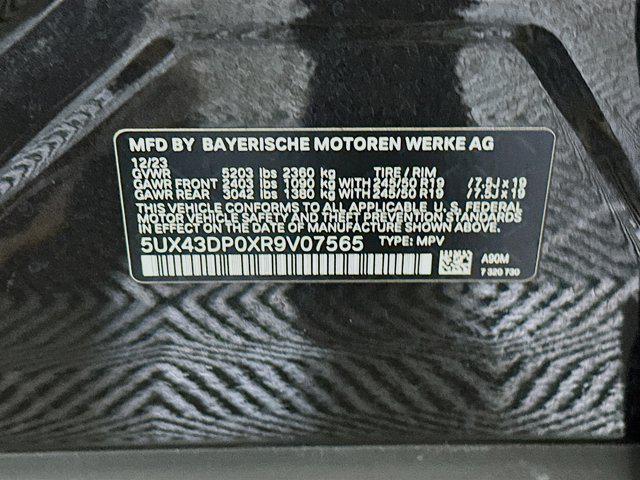 MFD BY BAYERISCHE MOTOREN WERKE AG
12/23
GVWR 5203 lbs 2360 kg TIRE / RIM
GAWR FRONT 2403 lbs 1090 kg WITH 245/50 R19 /7.5J x 19
GAWR REAR 3042 lbs 1380 kg WITH 245/50 R19 /7.5J x 19
THIS VEHICLE CONFORMS TO ALL APPLICABLE U. S. FEDERAL
MOTOR VEHICLE SAFETY AND THEFT PREVENTION STANDARDS
IN EFFECT ON THE DATE OF MANUFACTURE SHOWN ABOVE.
5UX43DP0XR9V07565 TYPE: MPV
A90M
7 320 730